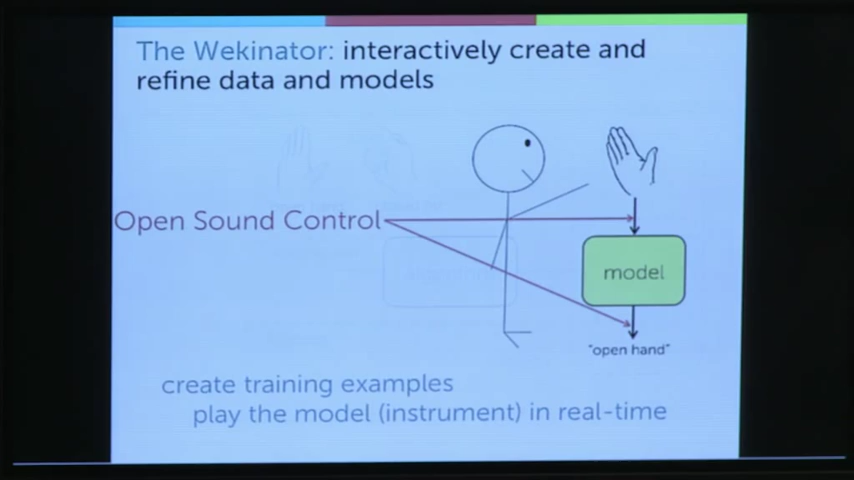 The Wekinator: interactively create and
refine data and models
Open Sound Control
model
"open hand"
create training examples
play the model (instrument) in real-time